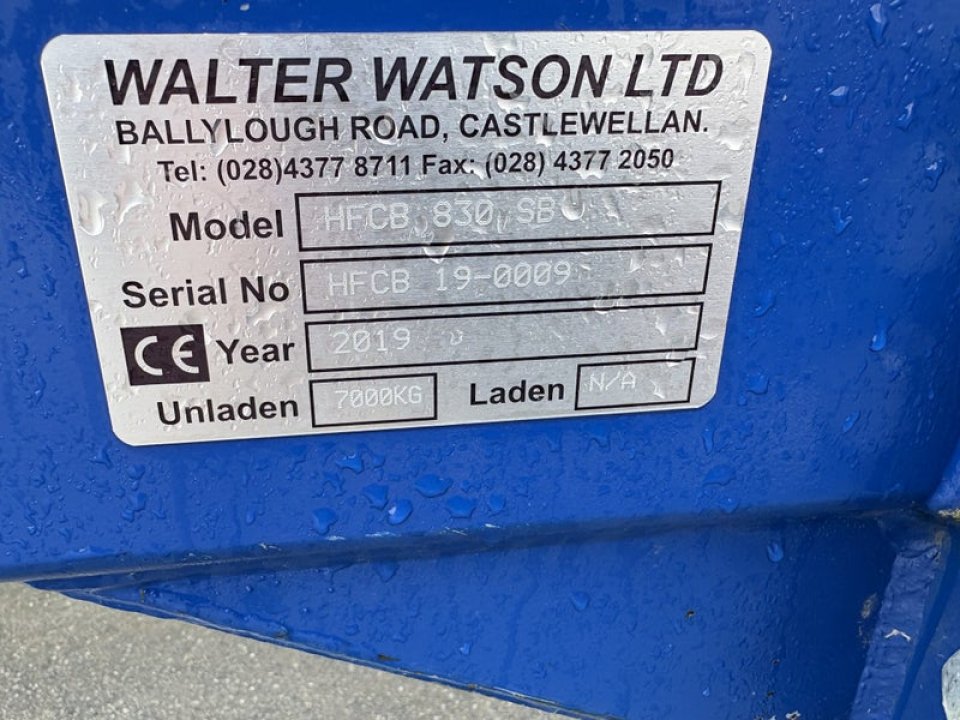 WALTER WATSON LTD
BALLYLOUGH ROAD, CASTLEWELLAN.
Tel: (028)4377 8711 Fax: (028) 4377 2050
Model HFCB 830 SB
Serial No HFCB 19-0009
CE Year 2019
Unladen 7000KG Laden N/A